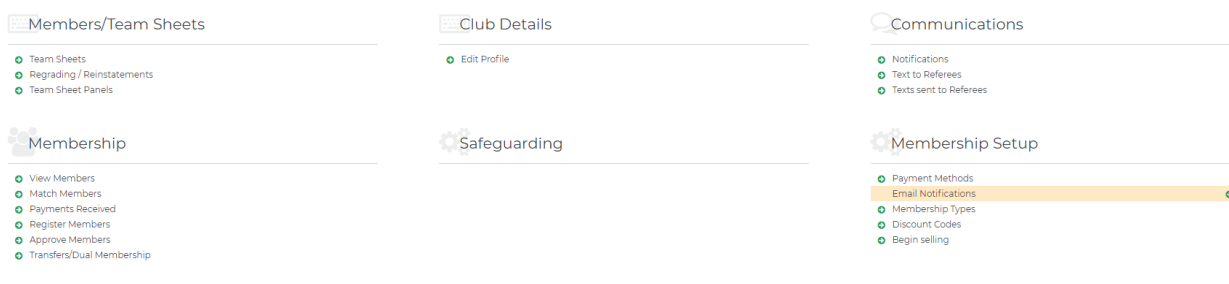 Members/Team Sheets
Team Sheets
Regrading / Reinstatements
Team Sheet Panels
Club Details
Edit Profile
Communications
Notifications
Text to Referees
Texts sent to Referees
Membership
View Members
Match Members
Payments Received
Register Members
Approve Members
Transfers/Dual Membership
Safeguarding
Membership Setup
Payment Methods
Email Notifications
Membership Types
Discount Codes
Begin selling